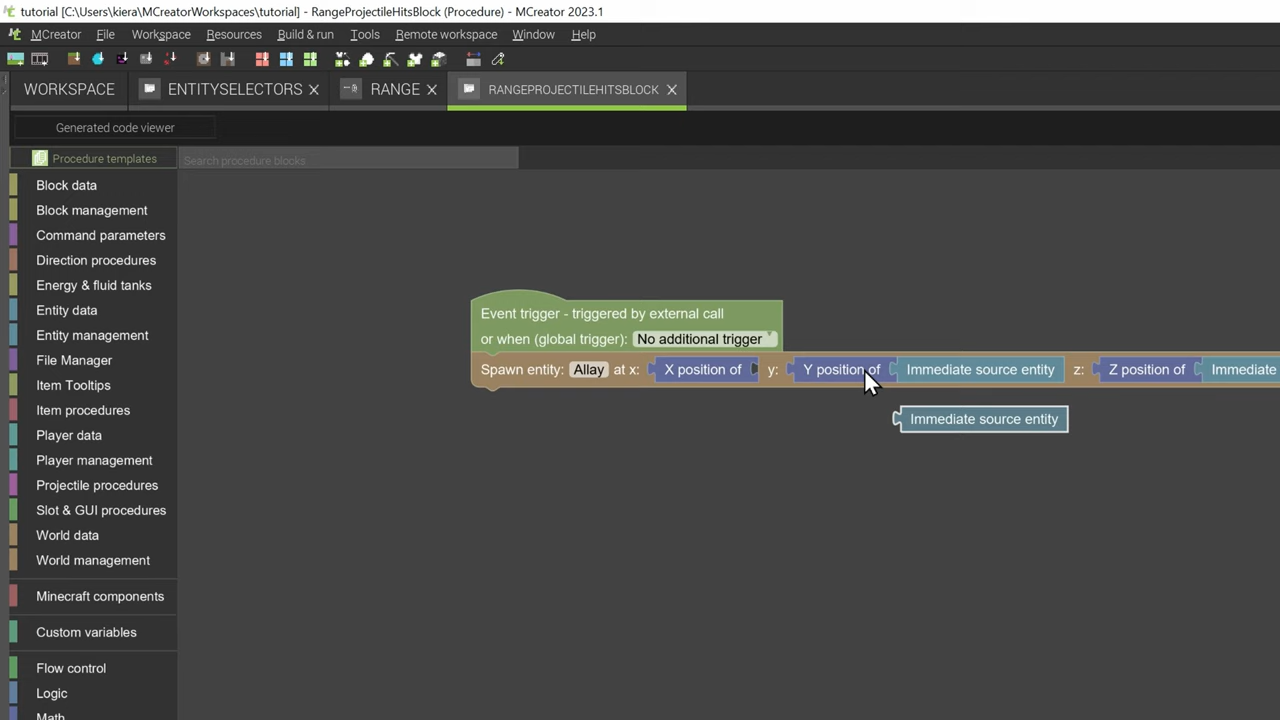 tutorial [C:\Users\kiera\MCreatorWorkspaces\tutorial] - RangeProjectileHitsBlock (Procedure) - MCreator 2023.1
MCreator File Workspace Resources Build & run Tools Remote workspace Window Help
WORKSPACE ENTITYSELECTORS RANGE RANGEPROJECTILEHITSBLOCK
Generated code viewer
Procedure templates Search procedure blocks
Block data
Block management
Command parameters
Direction procedures
Energy & fluid tanks
Entity data
Entity management
File Manager
Item Tooltips
Item procedures
Player data
Player management
Projectile procedures
Slot & GUI procedures
World data
World management
Minecraft components
Custom variables
Flow control
Logic
Math
Event trigger - triggered by external call
or when (global trigger): No additional trigger
Spawn entity: Allay at x: X position of y: Y position of Immediate source entity z: Z position of Immediate
Immediate source entity